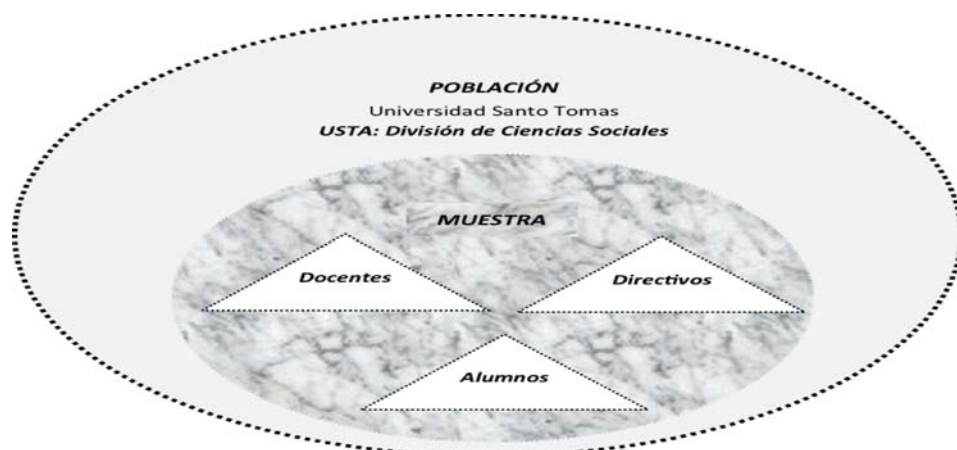 POBLACIÓN
Universidad Santo Tomas
USTA: División de Ciencias Sociales
MUESTRA
Docentes
Directivos
Alumnos